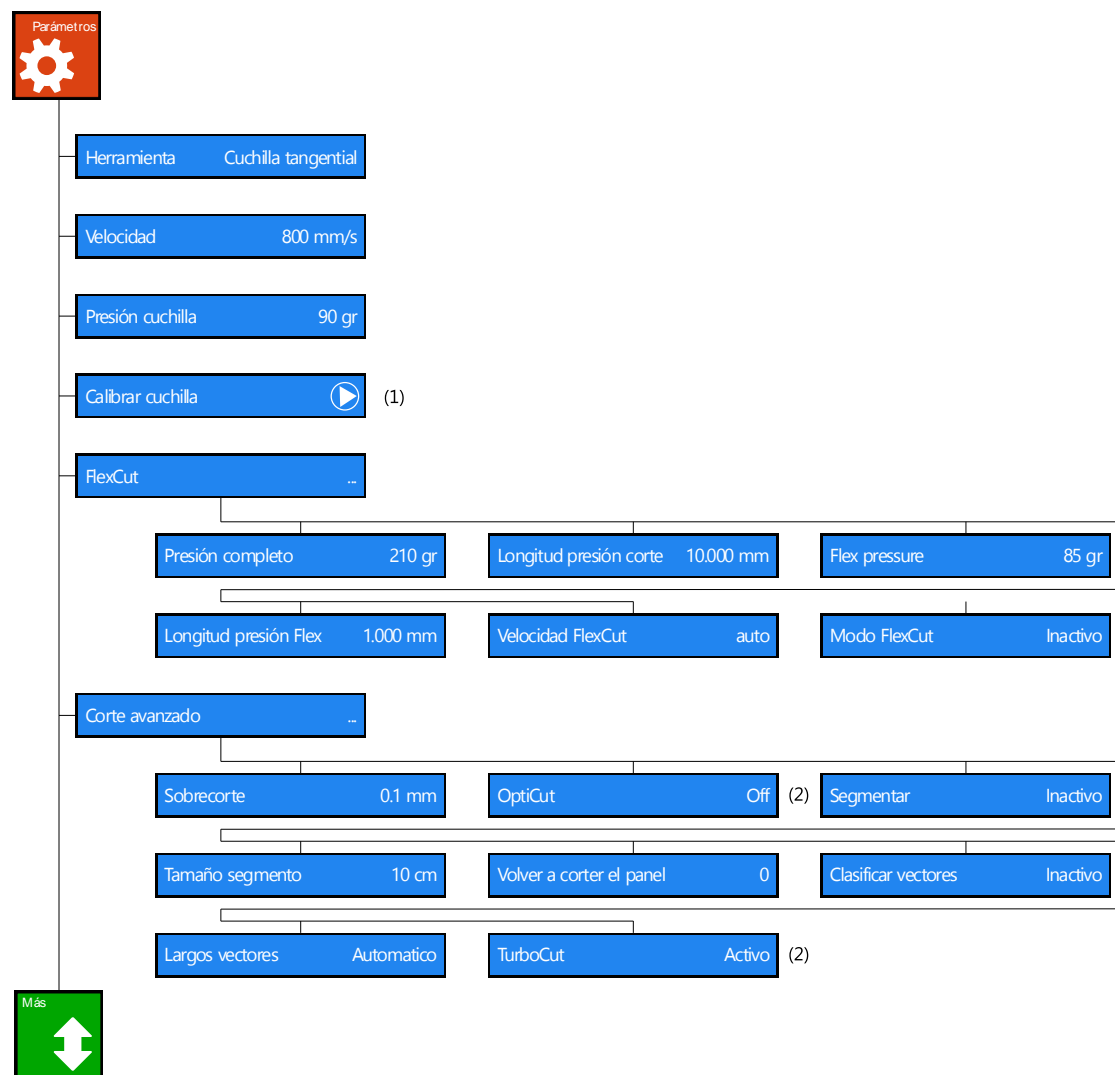 Parámetros
Herramienta Cuchilla tangential
Velocidad 800 mm/s
Presión cuchilla 90 gr
Calibrar cuchilla (1)
FlexCut ...
Presión completo 210 gr Longitud presión corte 10.000 mm Flex pressure 85 gr
Longitud presión Flex 1.000 mm Velocidad FlexCut auto Modo FlexCut Inactivo
Corte avanzado ...
Sobrecorte 0.1 mm OptiCut Off (2) Segmentar Inactivo
Tamaño segmento 10 cm Volver a corter el panel 0 Clasificar vectores Inactivo
Largos vectores Automatico TurboCut Activo (2)
Más